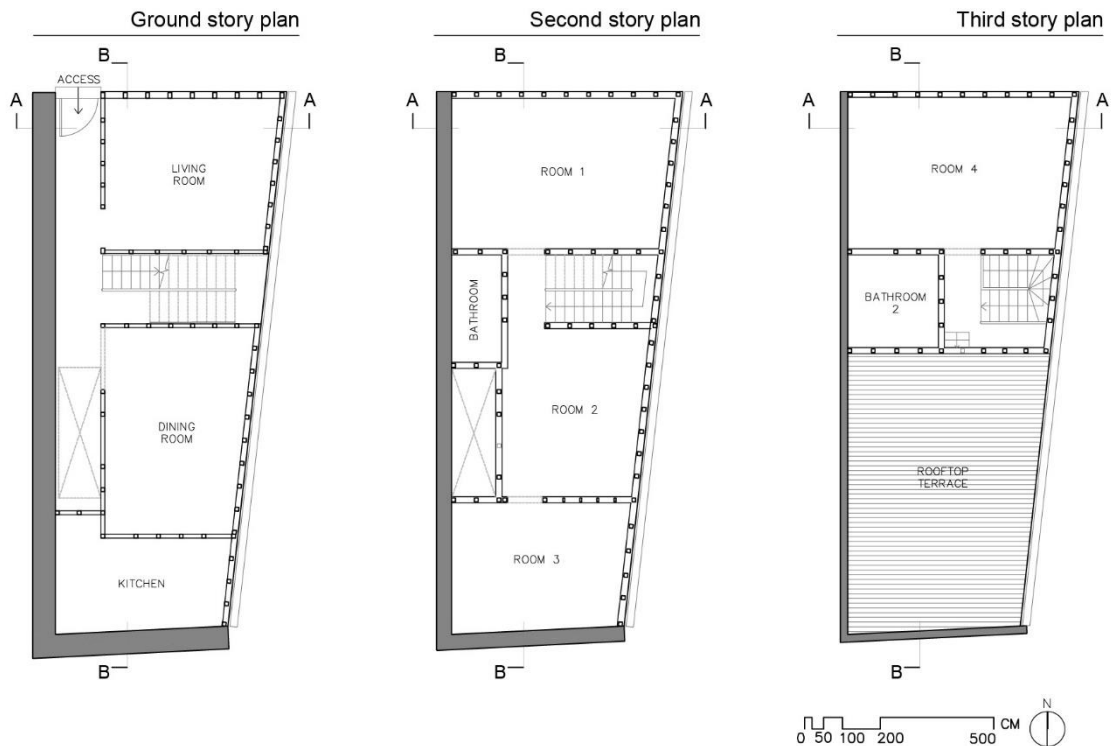 Ground story plan
Second story plan
Third story plan
B
B
B
ACCESS
A
A
A
A
A
A
LIVING
ROOM
ROOM 1
ROOM 4
BATHROOM
BATHROOM
2
DINING
ROOM
ROOM 2
ROOFTOP
TERRACE
KITCHEN
ROOM 3
B
B
B
N
CM
0 50 100 200 500